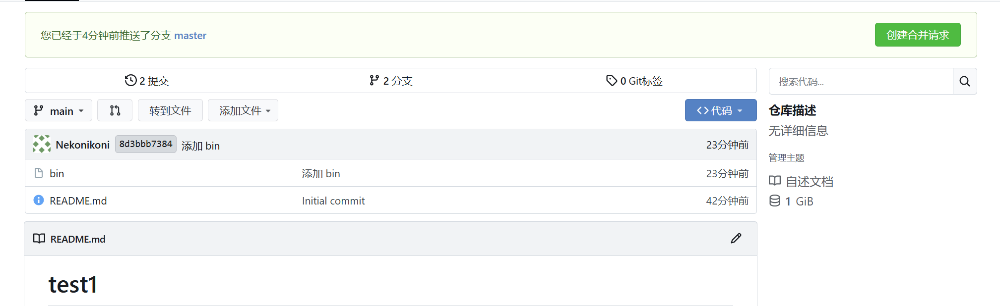 您已经于4分钟前推送了分支 master
创建合并请求
2 提交
2 分支
0 Git标签
搜索代码...
main
转到文件
添加文件
代码
仓库描述
无详细信息
Nekonikoni 8d3bbb7384 添加 bin 23分钟前
bin 添加 bin 23分钟前
README.md Initial commit 42分钟前
管理主题
自述文档
1 GiB
README.md
test1